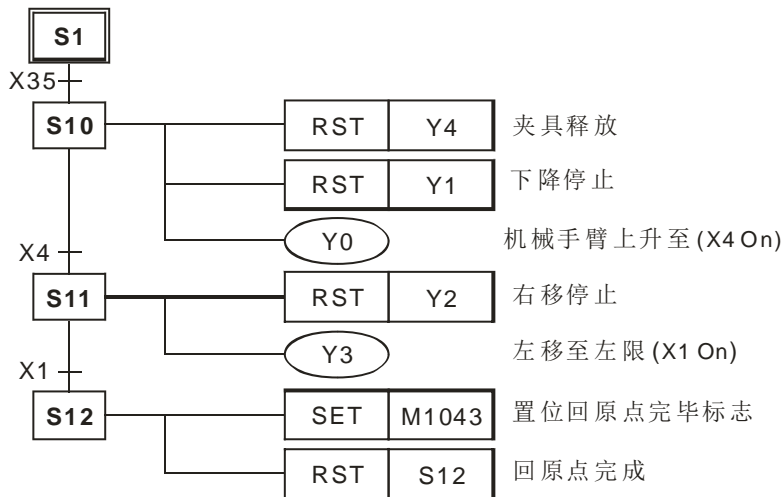 S1
X35
S10 RST Y4 夹具释放
RST Y1 下降停止
Y0 机械手臂上升至(X4 On)
X4
S11 RST Y2 右移停止
Y3 左移至左限(X1 On)
X1
S12 SET M1043 置位回原点完毕标志
RST S12 回原点完成